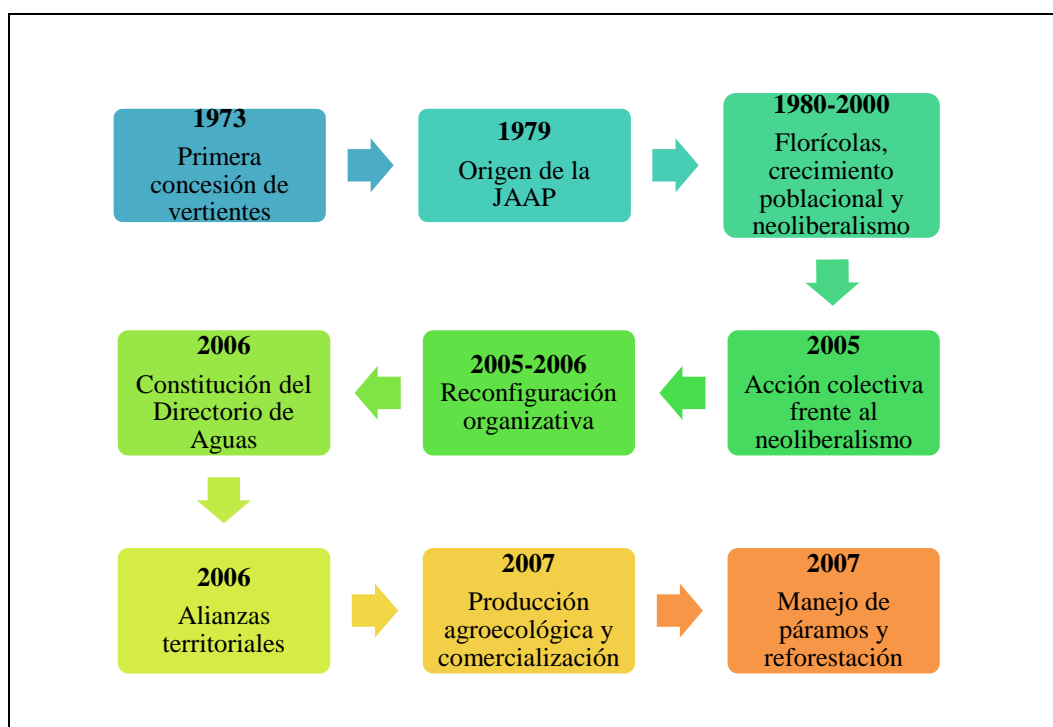 1973
Primera
concesión de
vertientes
1979
Origen de la
JAAP
1980-2000
Florícolas,
crecimiento
poblacional y
neoliberalismo
2005
Acción colectiva
frente al
neoliberalismo
2005-2006
Reconfiguración
organizativa
2006
Constitución del
Directorio de
Aguas
2006
Alianzas
territoriales
2007
Producción
agroecológica y
comercialización
2007
Manejo de
páramos y
reforestación